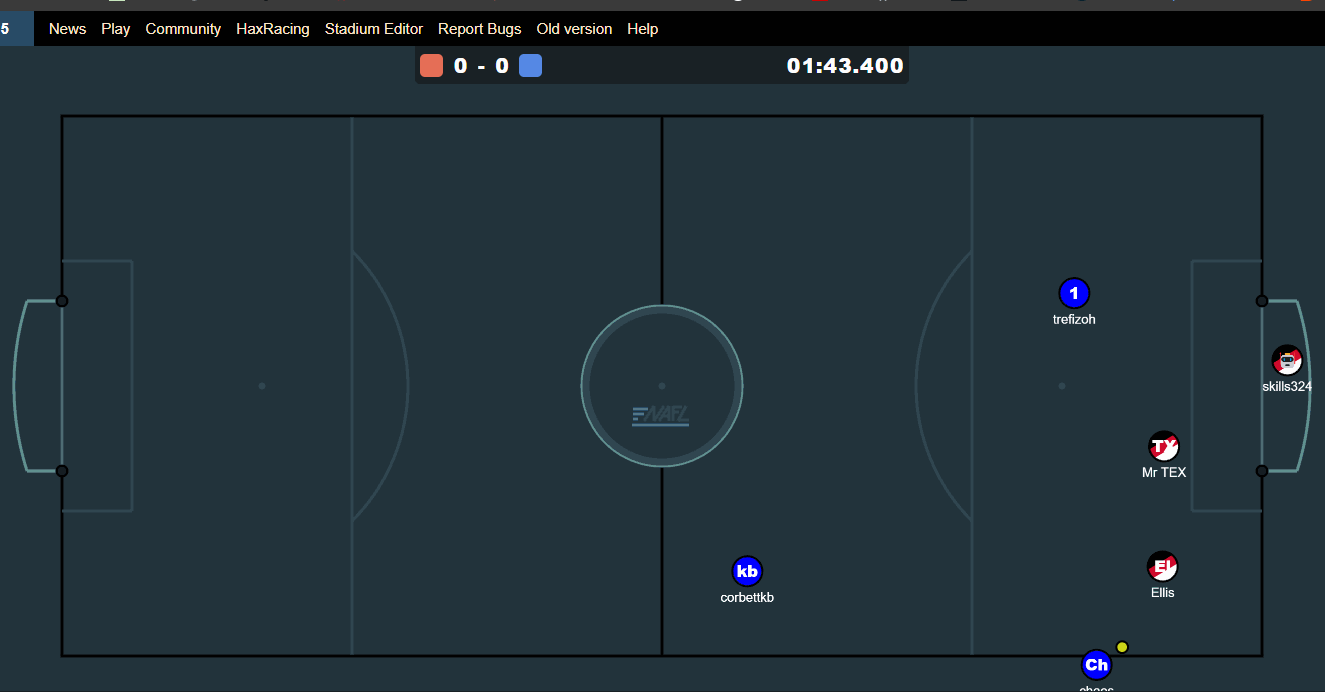 5 News Play Community HaxRacing Stadium Editor Report Bugs Old version Help
0 - 0 01:43.400
1
trefizoh
skills324
NAFL
TY
Mr TEX
kb
corbettkb
EL
Ellis
Ch
chaos